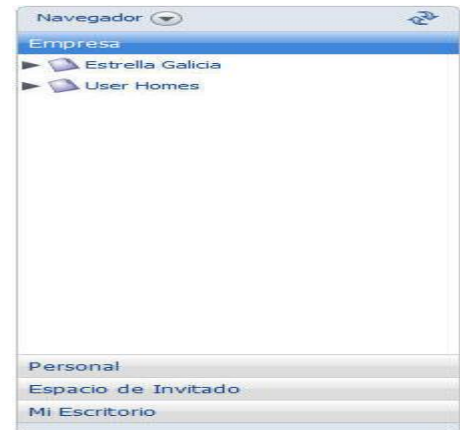 Navegador
Empresa
Estrella Galicia
User Homes
Personal
Espacio de Invitado
Mi Escritorio